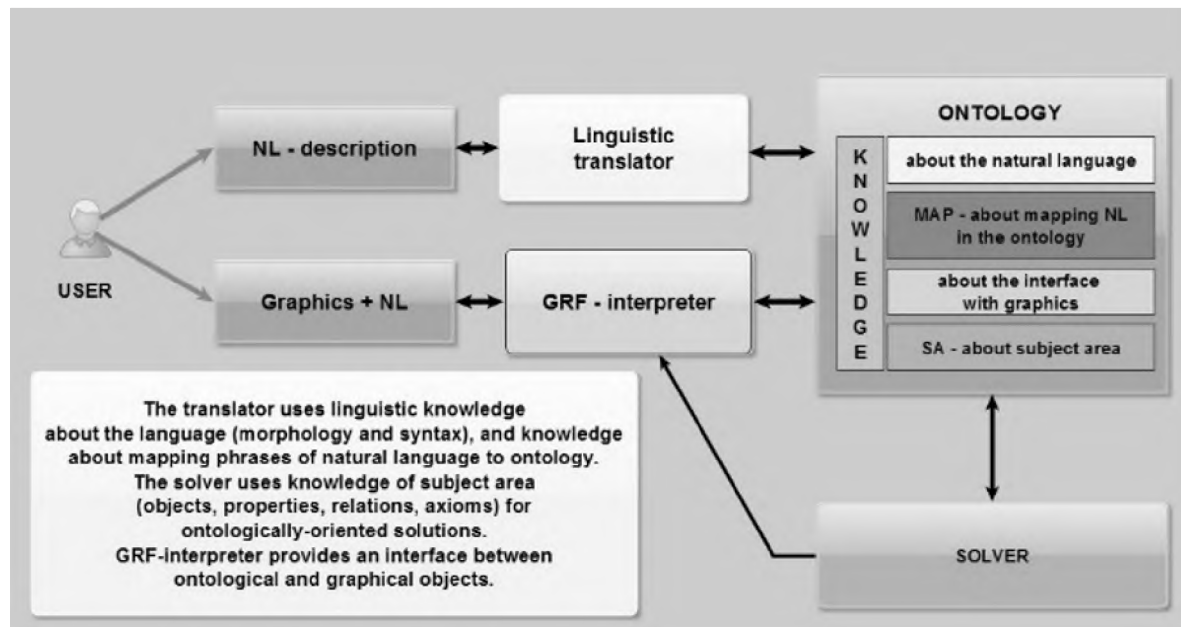 ONTOLOGY
NL - description
Linguistic
translator
KNOWLEDGE
about the natural language
MAP - about mapping NL
in the ontology
about the interface
with graphics
SA - about subject area
USER
Graphics + NL
GRF - interpreter
The translator uses linguistic knowledge
about the language (morphology and syntax), and knowledge
about mapping phrases of natural language to ontology.
The solver uses knowledge of subject area
(objects, properties, relations, axioms) for
ontologically-oriented solutions.
GRF-interpreter provides an interface between
ontological and graphical objects.
SOLVER